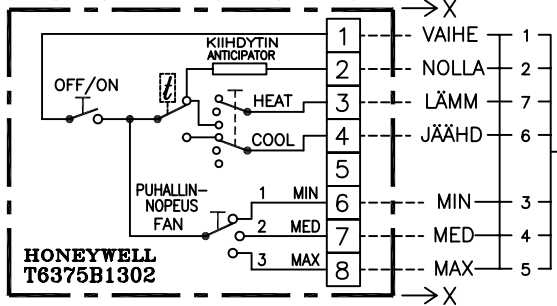 X
KIIHDYTIN
ANTICIPATOR
1 VAIHE 1
2 NOLLA 2
OFF/ON
t
HEAT 3 LÄMM 7
COOL 4 JÄÄHD 6
5
PUHALLIN-
NOPEUS
FAN
1 MIN 6 MIN 3
2 MED 7 MED 4
3 MAX 8 MAX 5
HONEYWELL
T6375B1302
X